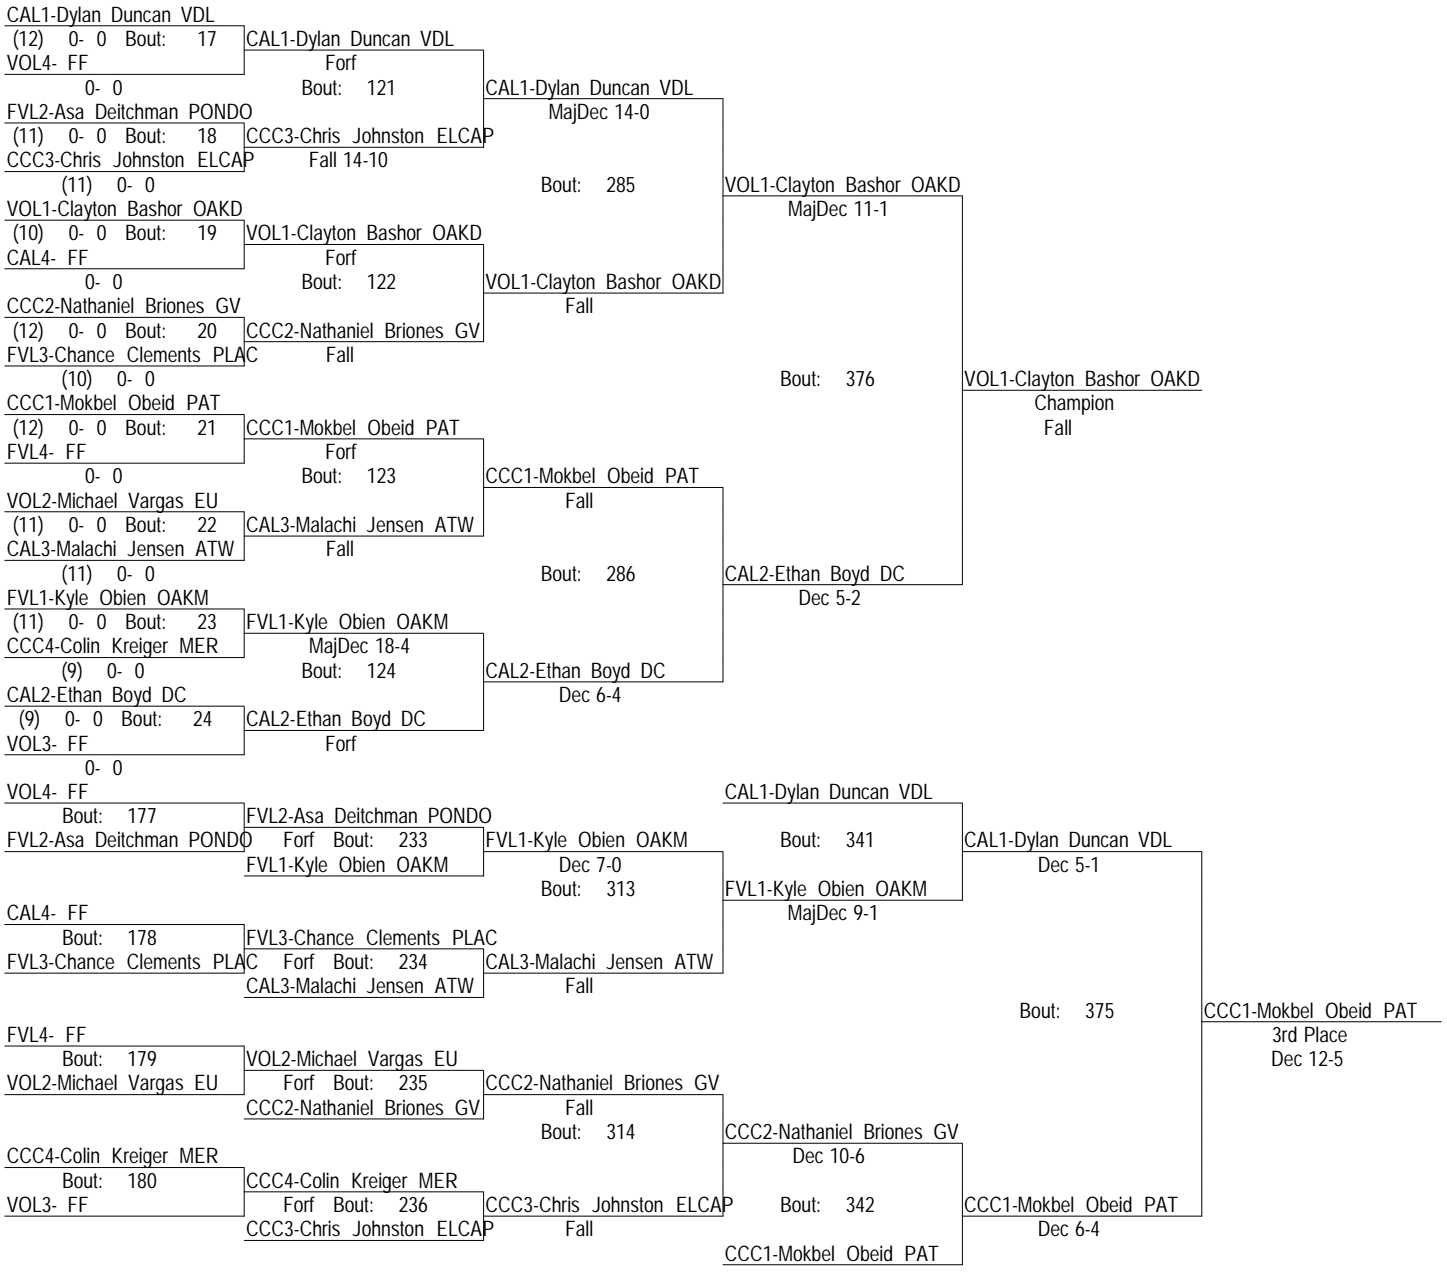 CAL1-Dylan Duncan VDL
(12) 0- 0 Bout: 17 CAL1-Dylan Duncan VDL
VOL4- FF Forf
0- 0 Bout: 121 CAL1-Dylan Duncan VDL
FVL2-Asa Deitchman PONDO MajDec 14-0
(11) 0- 0 Bout: 18 CCC3-Chris Johnston ELCAP
CCC3-Chris Johnston ELCAP Fall 14-10
(11) 0- 0 Bout: 285 VOL1-Clayton Bashor OAKD
VOL1-Clayton Bashor OAKD MajDec 11-1
(10) 0- 0 Bout: 19 VOL1-Clayton Bashor OAKD
CAL4- FF Forf
0- 0 Bout: 122 VOL1-Clayton Bashor OAKD
CCC2-Nathaniel Briones GV Fall
(12) 0- 0 Bout: 20 CCC2-Nathaniel Briones GV
FVL3-Chance Clements PLAC Fall
(10) 0- 0 Bout: 376 VOL1-Clayton Bashor OAKD
CCC1-Mokbel Obeid PAT Champion
(12) 0- 0 Bout: 21 CCC1-Mokbel Obeid PAT Fall
FVL4- FF Forf
0- 0 Bout: 123 CCC1-Mokbel Obeid PAT
VOL2-Michael Vargas EU Fall
(11) 0- 0 Bout: 22 CAL3-Malachi Jensen ATW
CAL3-Malachi Jensen ATW Fall
(11) 0- 0 Bout: 286 CAL2-Ethan Boyd DC
FVL1-Kyle Obien OAKM Dec 5-2
(11) 0- 0 Bout: 23 FVL1-Kyle Obien OAKM
CCC4-Colin Kreiger MER MajDec 18-4
(9) 0- 0 Bout: 124 CAL2-Ethan Boyd DC
CAL2-Ethan Boyd DC Dec 6-4
(9) 0- 0 Bout: 24 CAL2-Ethan Boyd DC
VOL3- FF Forf
0- 0
VOL4- FF CAL1-Dylan Duncan VDL
Bout: 177 FVL2-Asa Deitchman PONDO
FVL2-Asa Deitchman PONDO Forf Bout: 233 FVL1-Kyle Obien OAKM Bout: 341 CAL1-Dylan Duncan VDL
FVL1-Kyle Obien OAKM Dec 7-0 Dec 5-1
Bout: 313 FVL1-Kyle Obien OAKM
CAL4- FF MajDec 9-1
Bout: 178 FVL3-Chance Clements PLAC
FVL3-Chance Clements PLAC Forf Bout: 234 CAL3-Malachi Jensen ATW
CAL3-Malachi Jensen ATW Fall
Bout: 375 CCC1-Mokbel Obeid PAT
FVL4- FF 3rd Place
Bout: 179 VOL2-Michael Vargas EU Dec 12-5
VOL2-Michael Vargas EU Forf Bout: 235 CCC2-Nathaniel Briones GV
CCC2-Nathaniel Briones GV Fall
Bout: 314 CCC2-Nathaniel Briones GV
CCC4-Colin Kreiger MER Dec 10-6
Bout: 180 CCC4-Colin Kreiger MER
VOL3- FF Forf Bout: 236 CCC3-Chris Johnston ELCAP Bout: 342 CCC1-Mokbel Obeid PAT
CCC3-Chris Johnston ELCAP Fall Dec 6-4
CCC1-Mokbel Obeid PAT